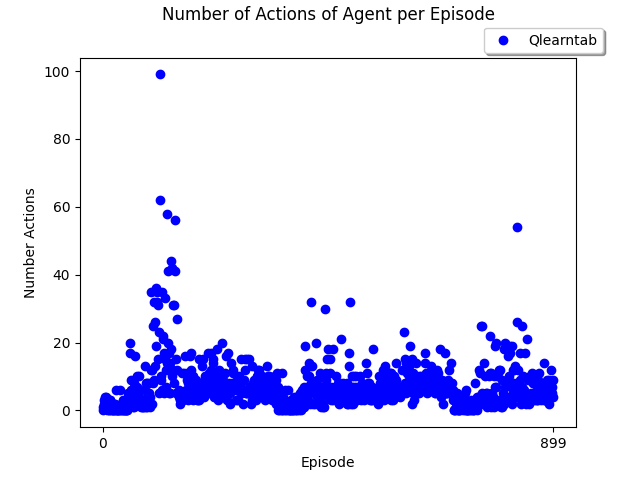 Number of Actions of Agent per Episode
Qlearntab
100
80
60
40
20
0
Number Actions
0
899
Episode